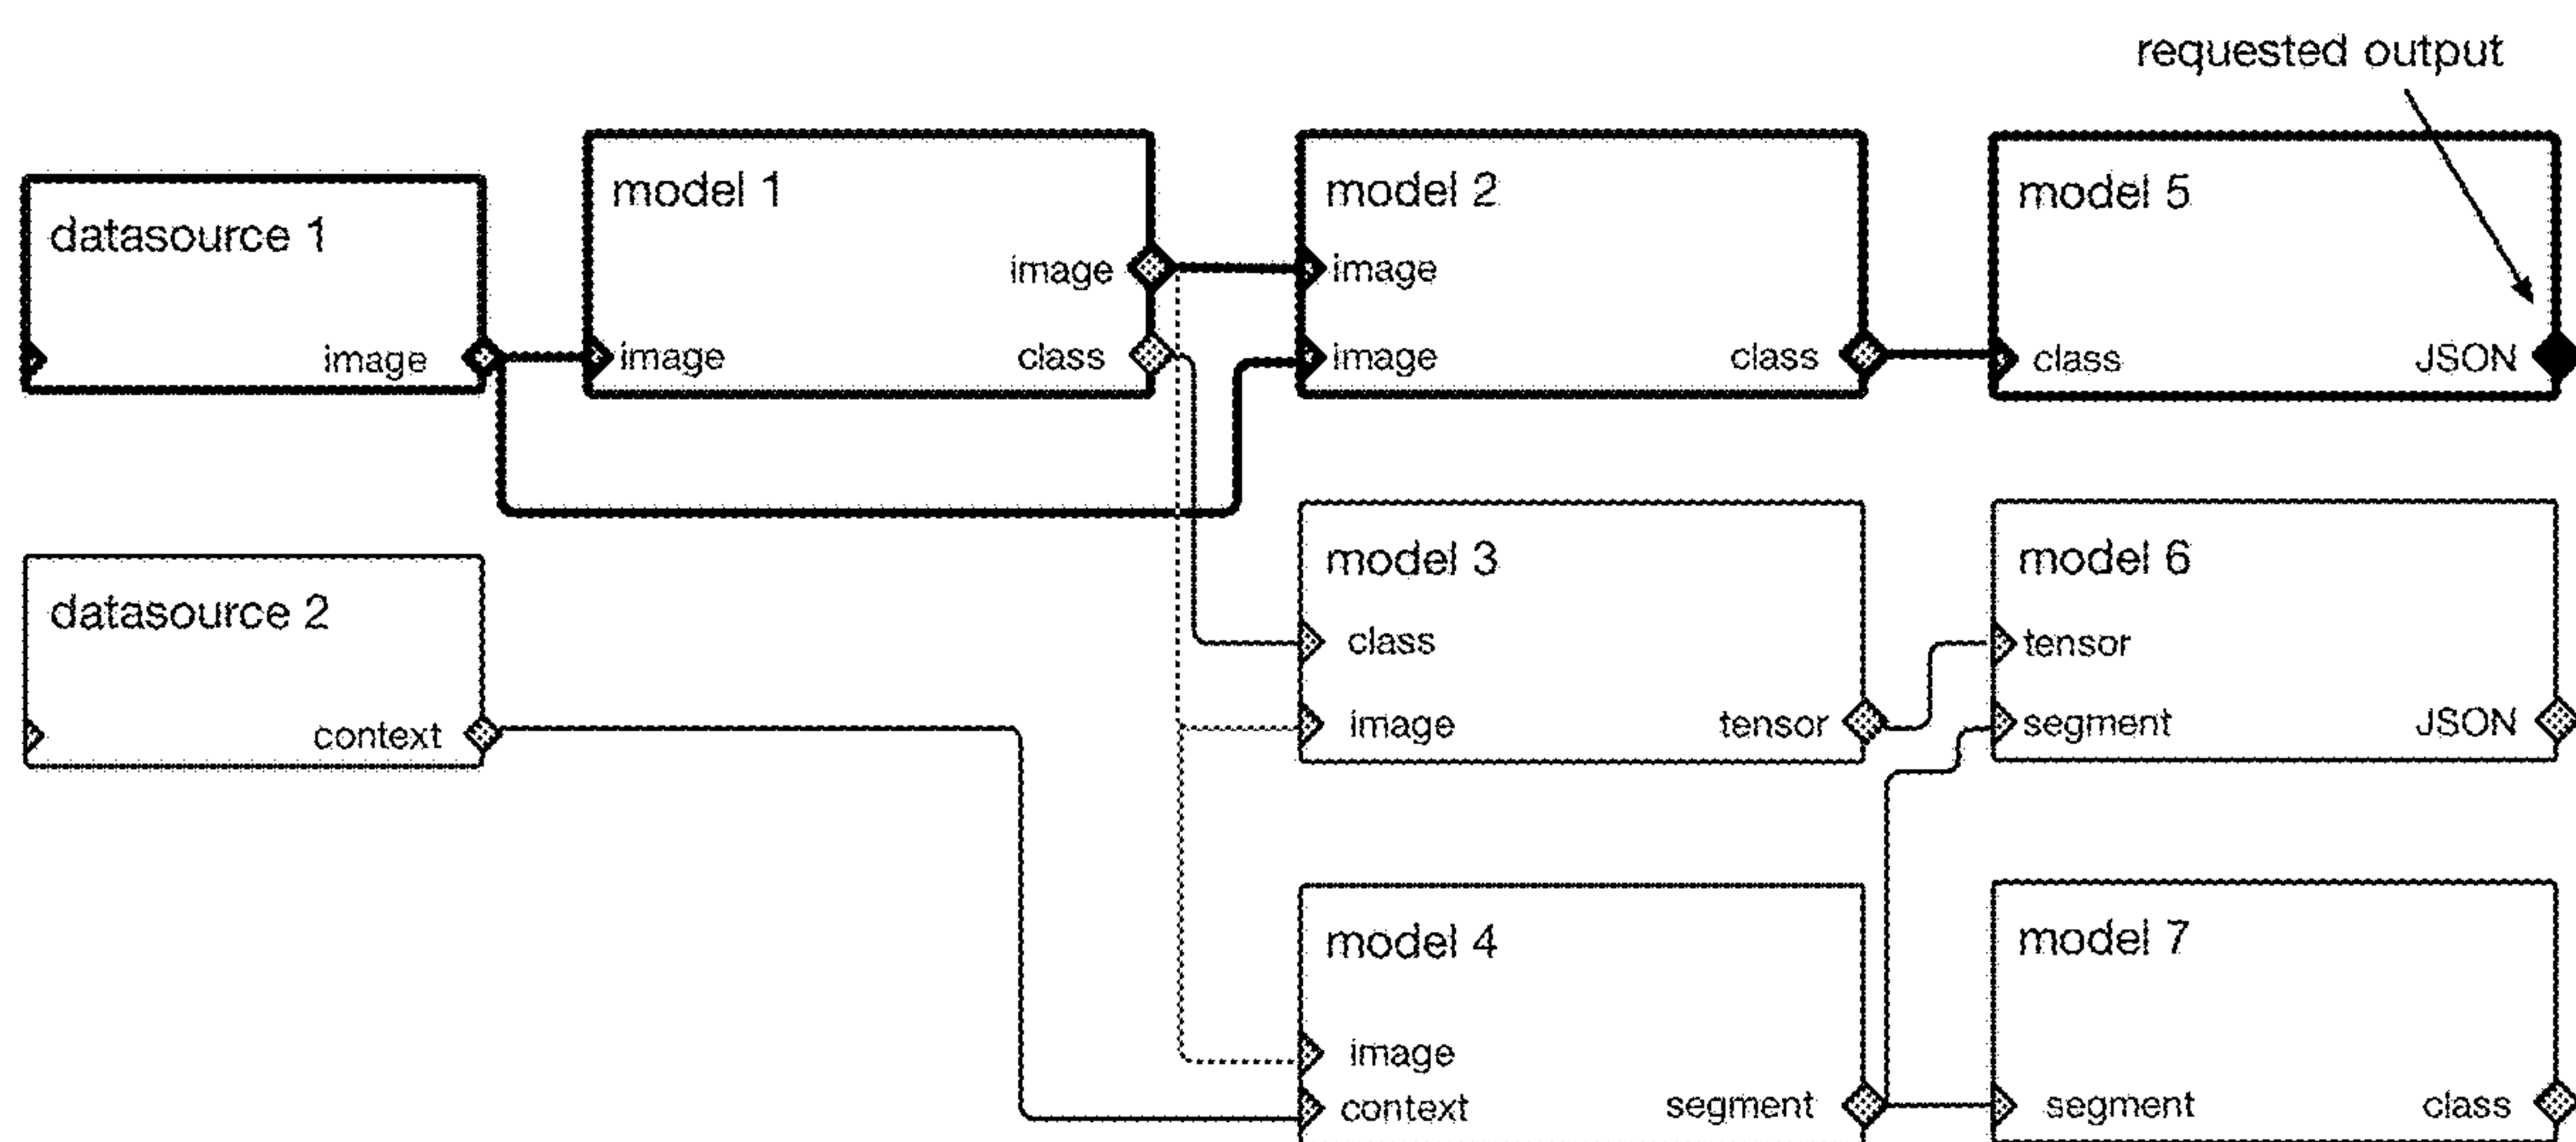 requested output
datasource 1
image
model 1
image
image
class
model 2
image
image
class
model 5
class
JSON
datasource 2
context
model 3
class
image
tensor
model 6
tensor
segment
JSON
model 4
image
context
segment
model 7
segment
class